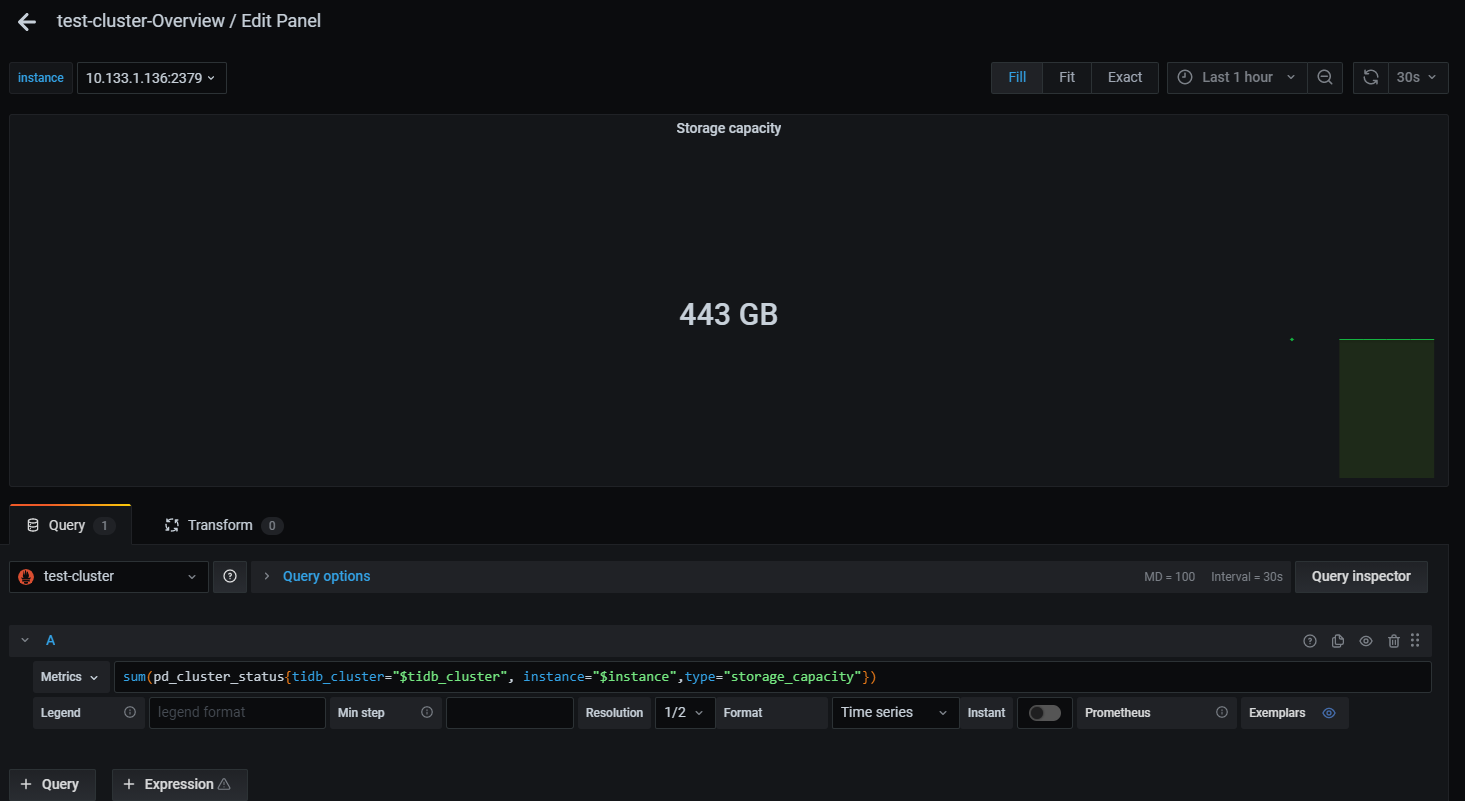 test-cluster-Overview / Edit Panel
instance 10.133.1.136:2379 Fill Fit Exact Last 1 hour 30s
Storage capacity
443 GB
Query 1 Transform 0
test-cluster Query options MD = 100 Interval = 30s Query inspector
A
Metrics sum(pd_cluster_status{tidb_cluster="$tidb_cluster", instance="$instance",type="storage_capacity"})
Legend legend format Min step Resolution 1/2 Format Time series Instant Prometheus Exemplars
+ Query + Expression